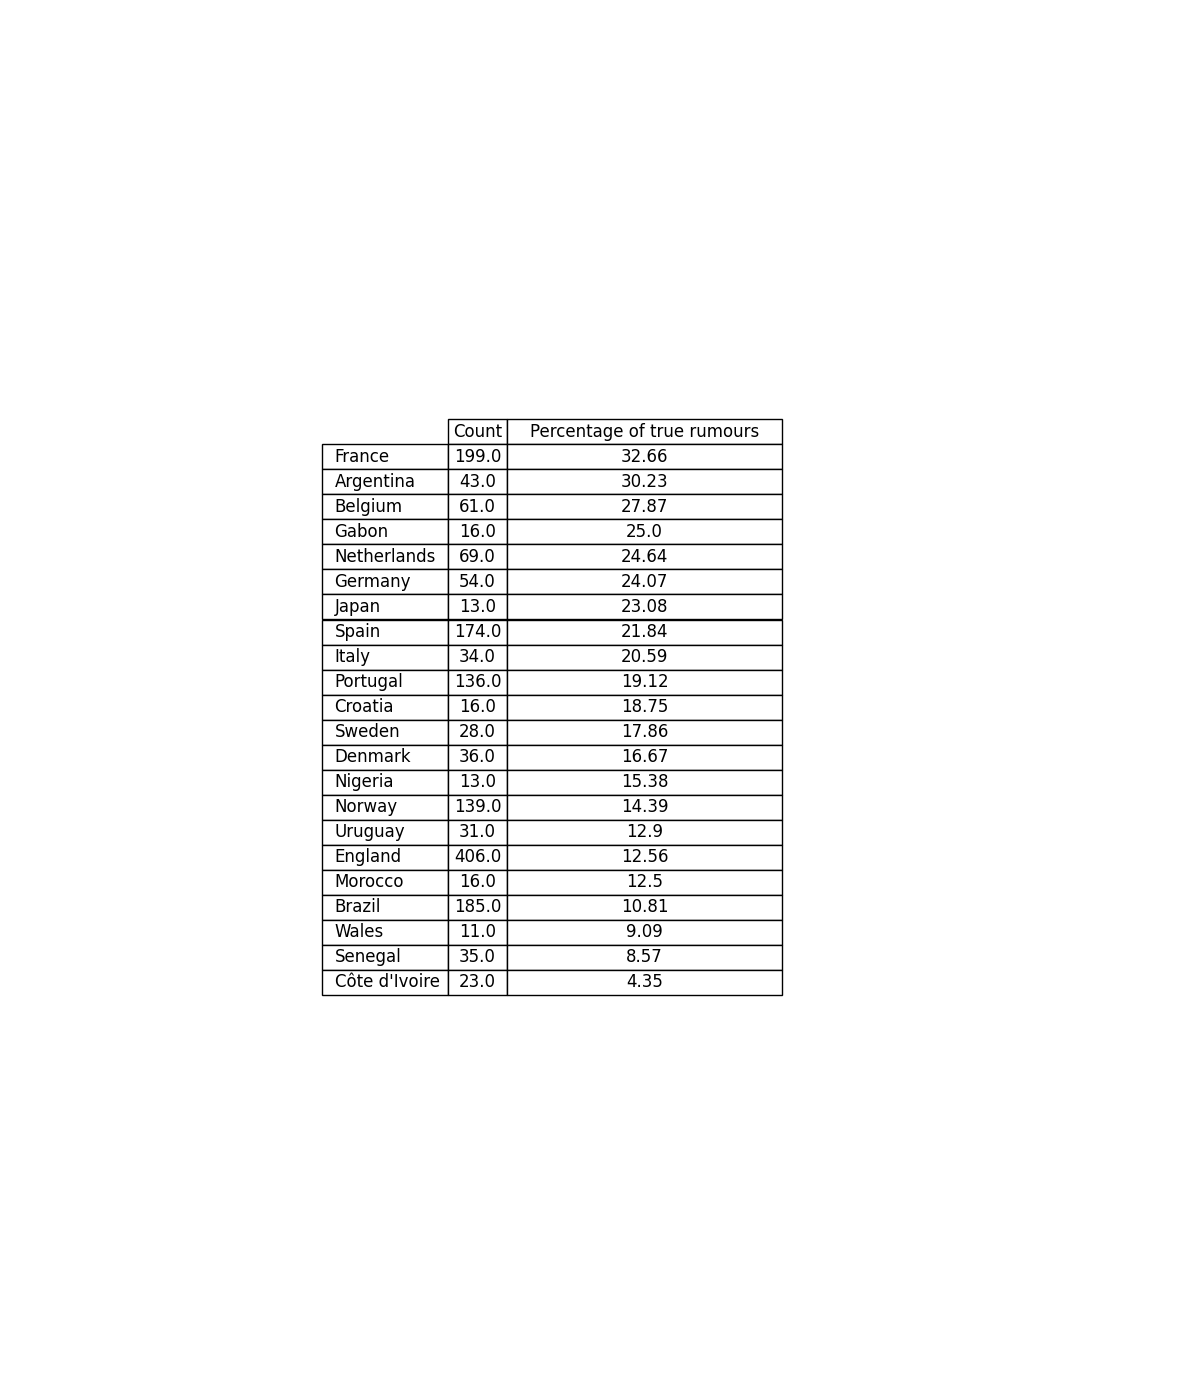 Count Percentage of true rumours
France 199.0 32.66
Argentina 43.0 30.23
Belgium 61.0 27.87
Gabon 16.0 25.0
Netherlands 69.0 24.64
Germany 54.0 24.07
Japan 13.0 23.08
Spain 174.0 21.84
Italy 34.0 20.59
Portugal 136.0 19.12
Croatia 16.0 18.75
Sweden 28.0 17.86
Denmark 36.0 16.67
Nigeria 13.0 15.38
Norway 139.0 14.39
Uruguay 31.0 12.9
England 406.0 12.56
Morocco 16.0 12.5
Brazil 185.0 10.81
Wales 11.0 9.09
Senegal 35.0 8.57
Côte d'Ivoire 23.0 4.35